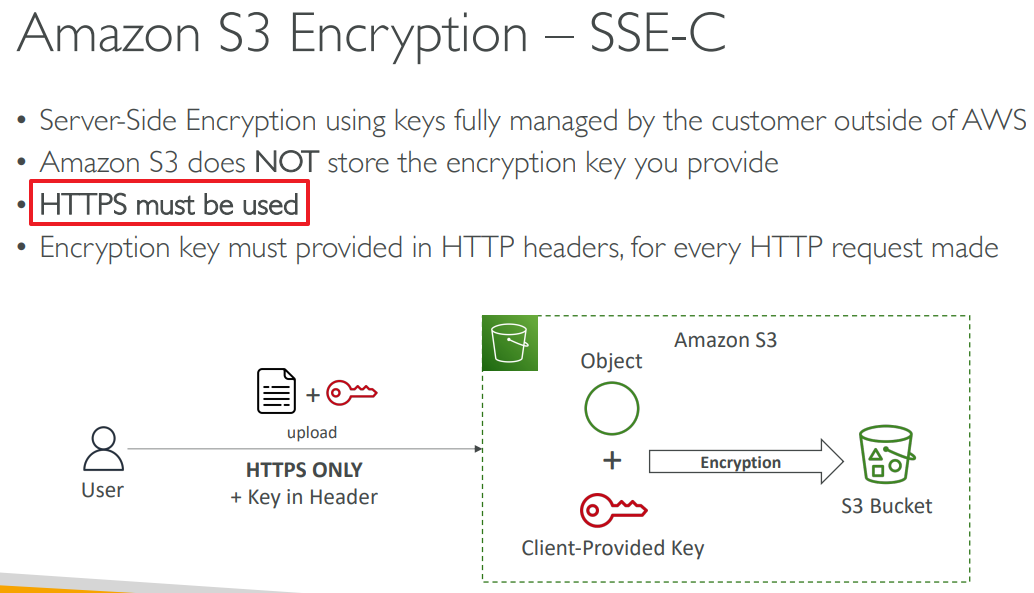 Amazon S3 Encryption – SSE-C
• Server-Side Encryption using keys fully managed by the customer outside of AWS
• Amazon S3 does NOT store the encryption key you provide
• HTTPS must be used
• Encryption key must provided in HTTP headers, for every HTTP request made
Amazon S3
Object
+
upload
User
HTTPS ONLY
+ Key in Header
+
Encryption
S3 Bucket
Client-Provided Key